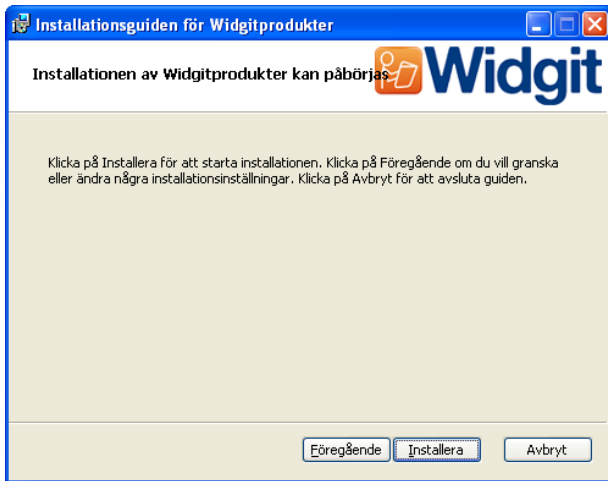 Installationsguiden för Widgitprodukter
Installationen av Widgitprodukter kan påbörjas
Widgit
Klicka på Installera för att starta installationen. Klicka på Föregående om du vill granska
eller ändra några installationsinställningar. Klicka på Avbryt för att avsluta guiden.
Föregående Installera Avbryt